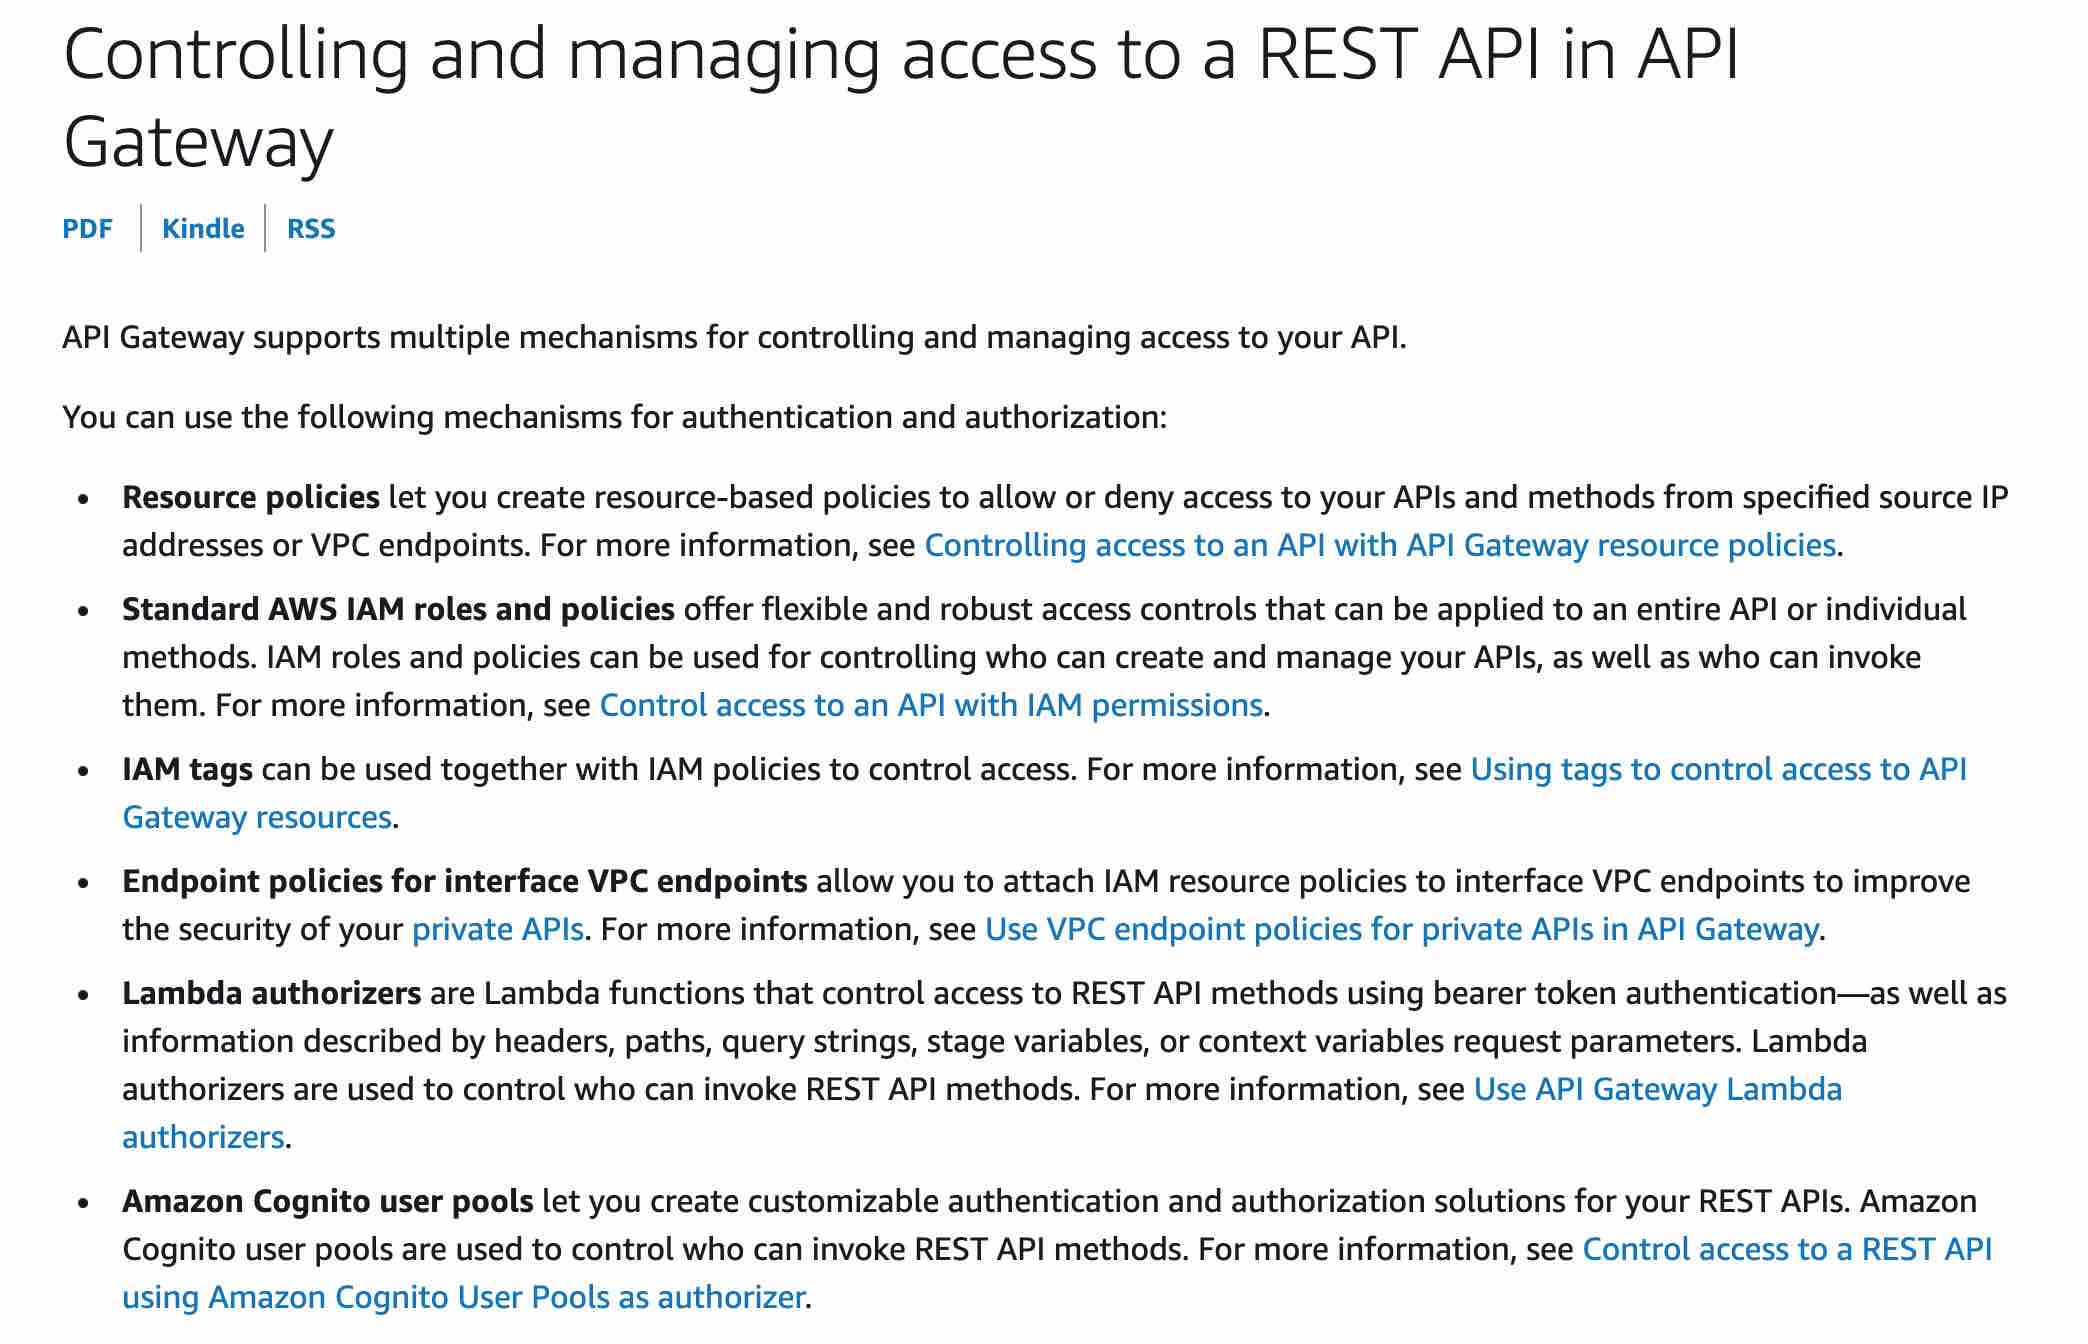 Controlling and managing access to a REST API in API
Gateway
PDF
Kindle
RSS
API Gateway supports multiple mechanisms for controlling and managing access to your API.
You can use the following mechanisms for authentication and authorization:
• Resource policies let you create resource-based policies to allow or deny access to your APIs and methods from specified source IP
addresses or VPC endpoints. For more information, see Controlling access to an API with API Gateway resource policies.
• Standard AWS IAM roles and policies offer flexible and robust access controls that can be applied to an entire API or individual
methods. IAM roles and policies can be used for controlling who can create and manage your APIs, as well as who can invoke
them. For more information, see Control access to an API with IAM permissions.
• IAM tags can be used together with IAM policies to control access. For more information, see Using tags to control access to API
Gateway resources.
• Endpoint policies for interface VPC endpoints allow you to attach IAM resource policies to interface VPC endpoints to improve
the security of your private APIs. For more information, see Use VPC endpoint policies for private APIs in API Gateway.
• Lambda authorizers are Lambda functions that control access to REST API methods using bearer token authentication—as well as
information described by headers, paths, query strings, stage variables, or context variables request parameters. Lambda
authorizers are used to control who can invoke REST API methods. For more information, see Use API Gateway Lambda
authorizers.
• Amazon Cognito user pools let you create customizable authentication and authorization solutions for your REST APIs. Amazon
Cognito user pools are used to control who can invoke REST API methods. For more information, see Control access to a REST API
using Amazon Cognito User Pools as authorizer.